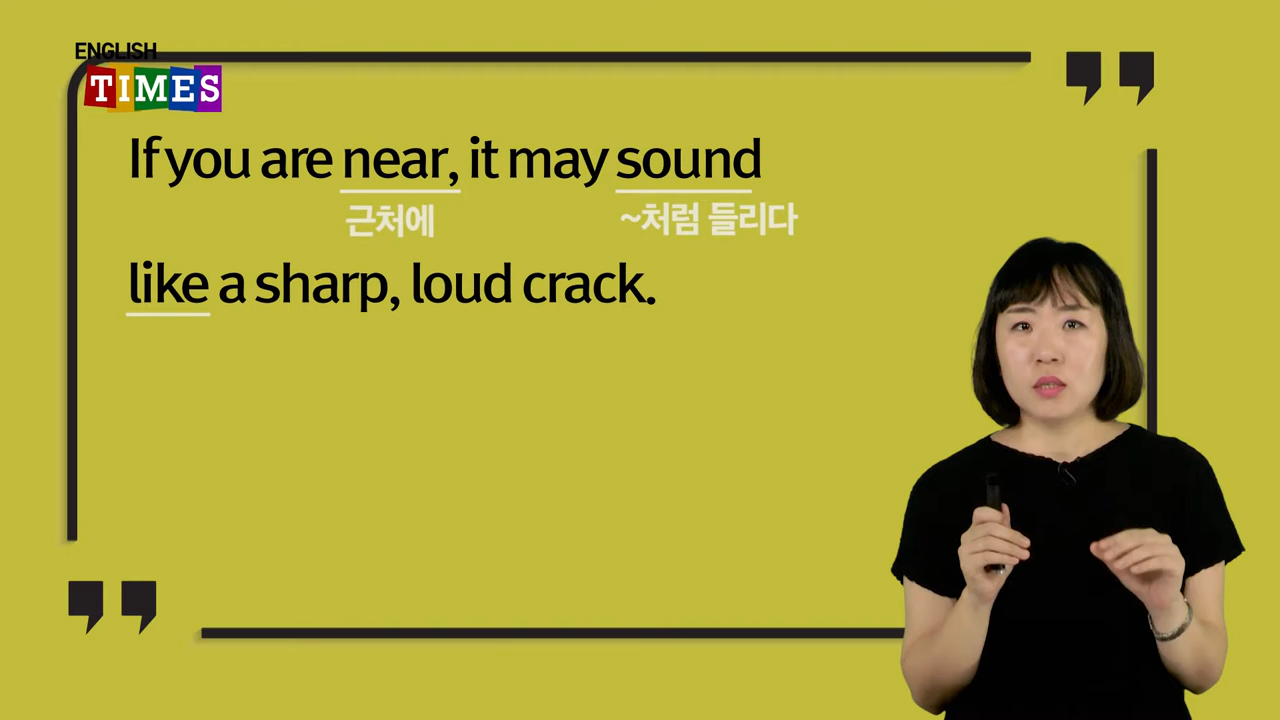 ENGLISH
TIMES
If you are near, it may sound
근처에 ~처럼 들리다
like a sharp, loud crack.